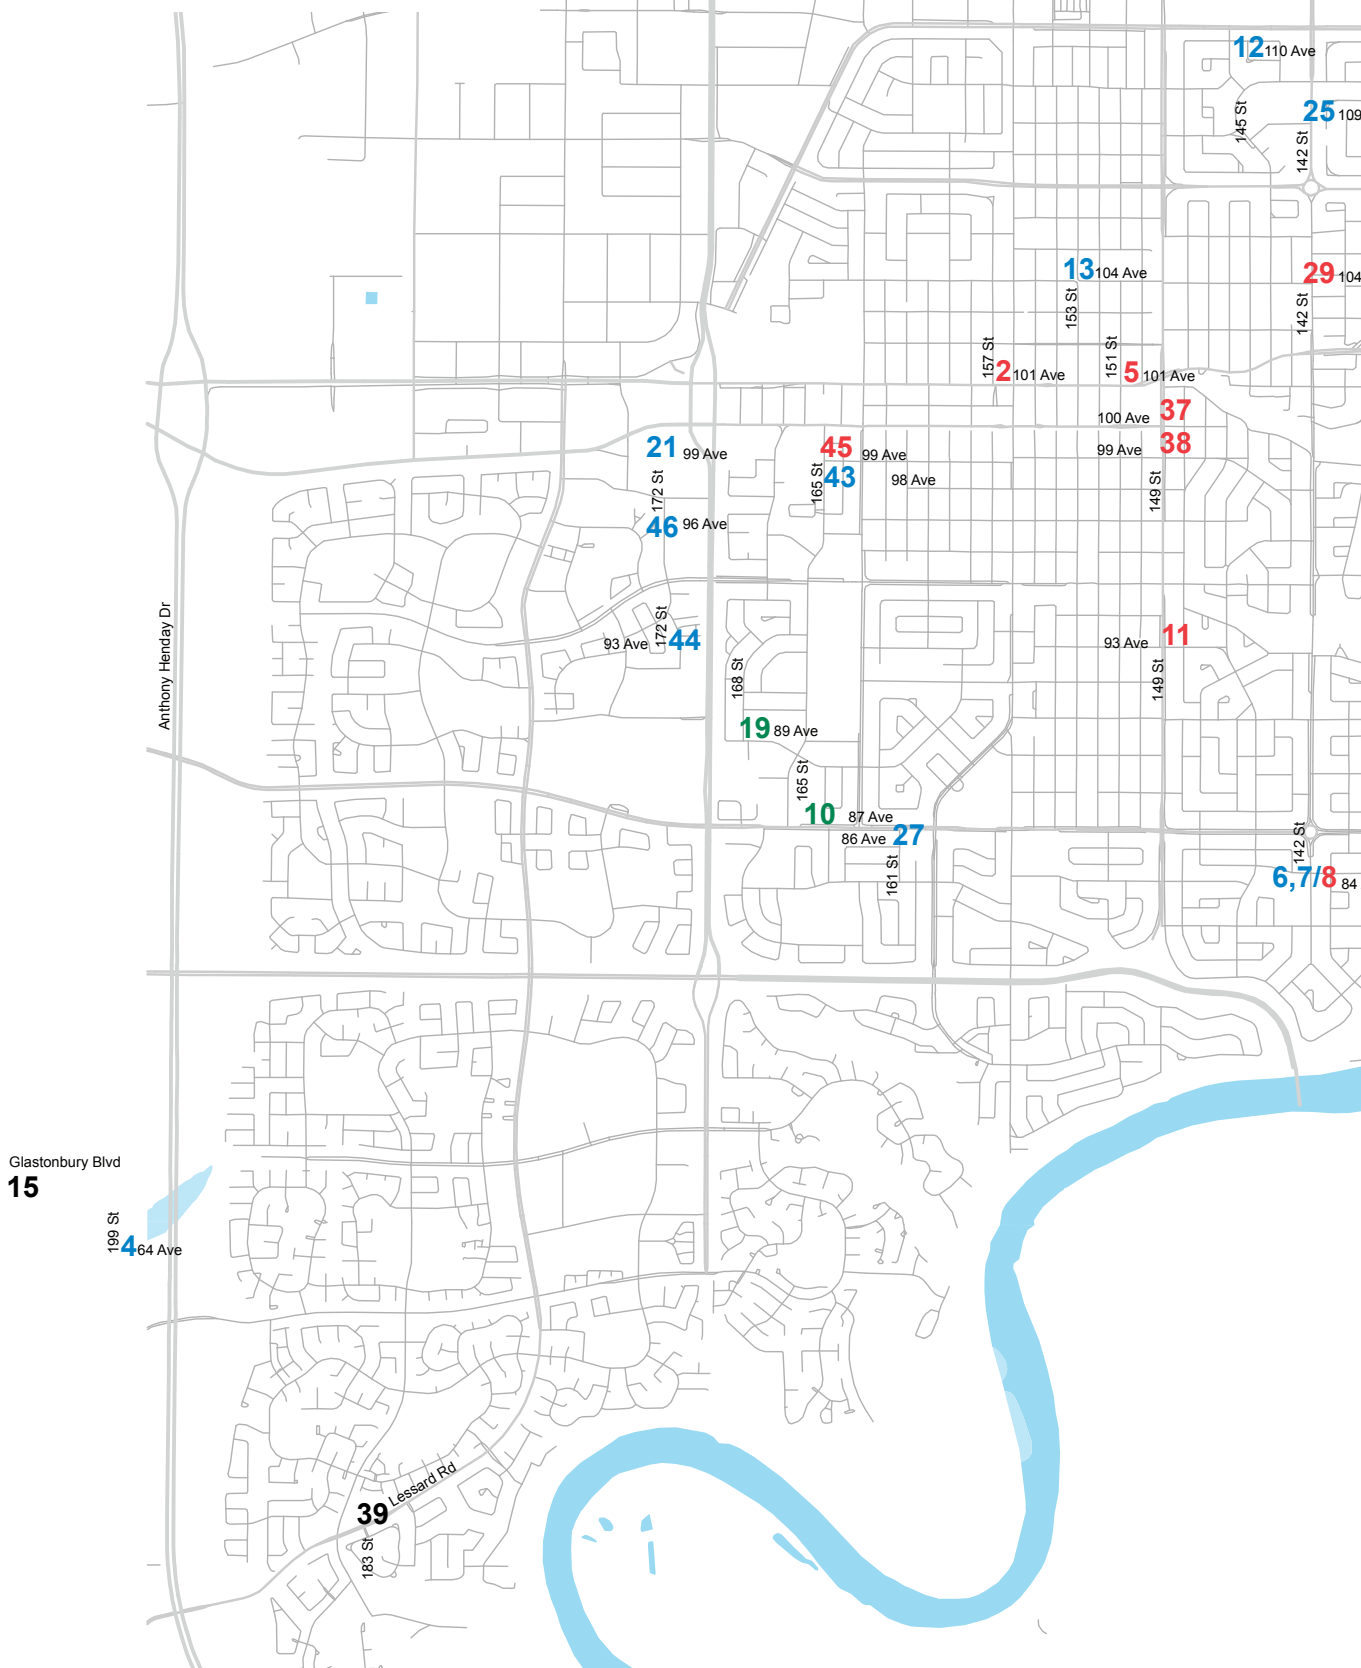 12 110 Ave
145 St
25 109
142 St
13 104 Ave
153 St
29 104
142 St
157 St
2 101 Ave
151 St
5 101 Ave
37
100 Ave
38
99 Ave
149 St
21 99 Ave
172 St
45 99 Ave
165 St
43 98 Ave
46 96 Ave
Anthony Henday Dr
93 Ave
172 St
44
168 St
93 Ave
11
149 St
19 89 Ave
165 St
10 87 Ave
86 Ave 27
161 St
142 St
6,7/8 84
Glastonbury Blvd
15
199 St
4 64 Ave
Lessard Rd
39
183 St